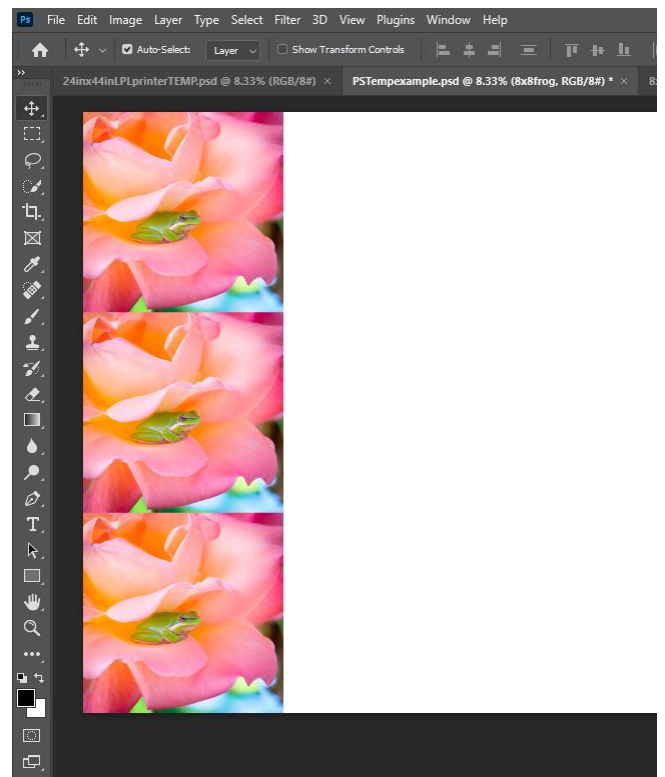 Ps File Edit Image Layer Type Select Filter 3D View Plugins Window Help
Auto-Select: Layer Show Transform Controls
24inx44inLPLprinterTEMP.psd @ 8.33% (RGB/8#) × PSTempexample.psd @ 8.33% (8x8frog, RGB/8#) * × 8
T